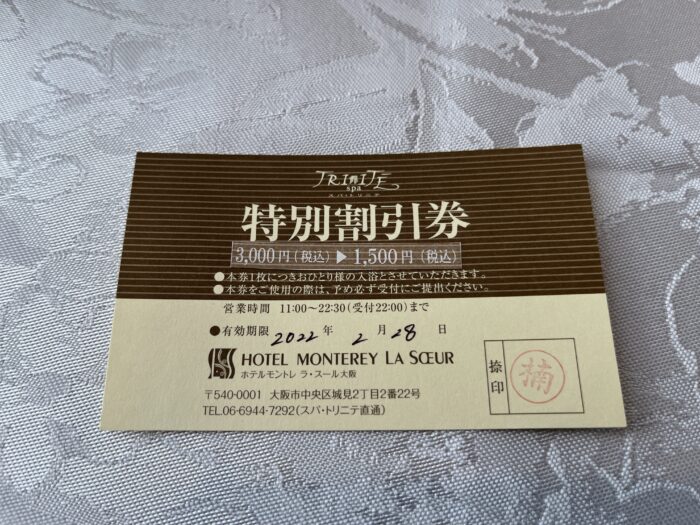 TRINITÉ
spa
スパ・トリニテ
特別割引券
3,000円(税込)▶1,500円(税込)
●本券1枚につきおひとり様の入浴とさせていただきます。
●本券をご使用の際は、予め必ず受付にご提出ください。
営業時間 11:00〜22:30(受付22:00)まで
●有効期限 2022年 2月28日
HOTEL MONTEREY LA SŒUR
ホテルモントレ ラ・スール大阪
〒540-0001 大阪市中央区城見2丁目2番22号
TEL.06-6944-7292(スパ・トリニテ直通)
捺印